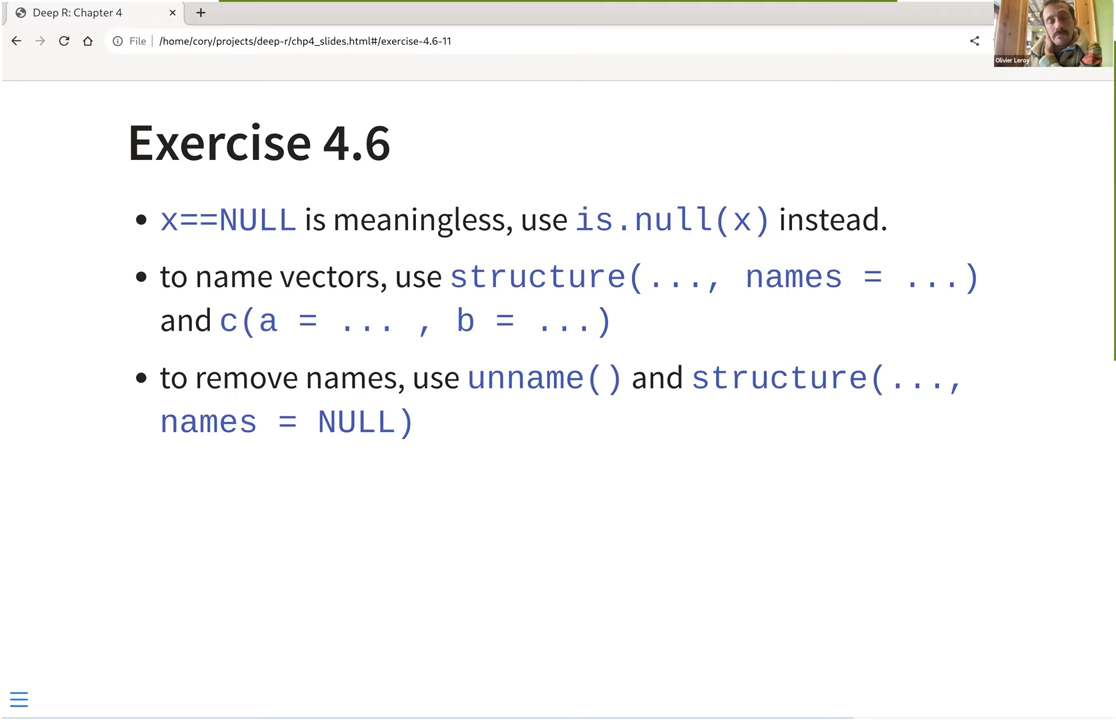 Deep R: Chapter 4
File
/home/cory/projects/deep-r/chp4_slides.html#/exercise-4.6-11
Olivier Leroy
Exercise 4.6
• x==NULL is meaningless, use is.null(x) instead.
• to name vectors, use structure(..., names = ...)
and c(a = ... , b = ...)
• to remove names, use unname() and structure(...,
names = NULL)